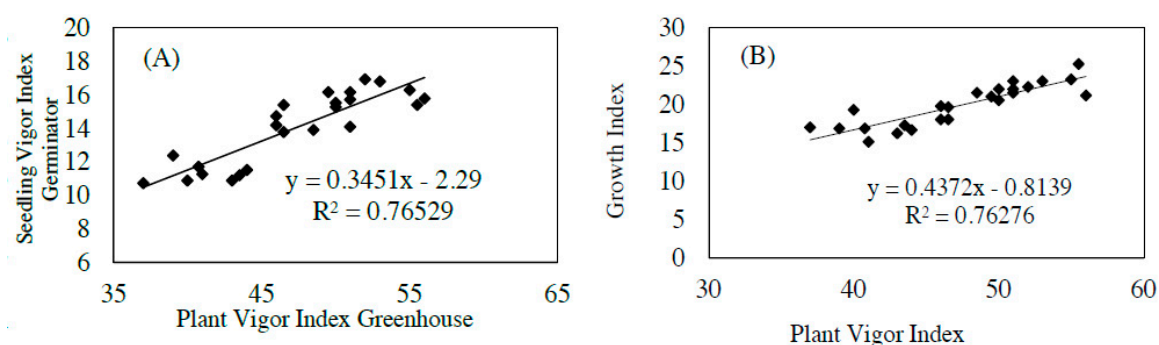 (A)
Seedling Vigor Index
Germinator
20
18
16
14
12
10
8
6
y = 0.3451x - 2.29
R² = 0.76529
35
45
55
65
Plant Vigor Index Greenhouse
(B)
Growth Index
30
25
20
15
10
5
0
y = 0.4372x - 0.8139
R² = 0.76276
30
40
50
60
Plant Vigor Index